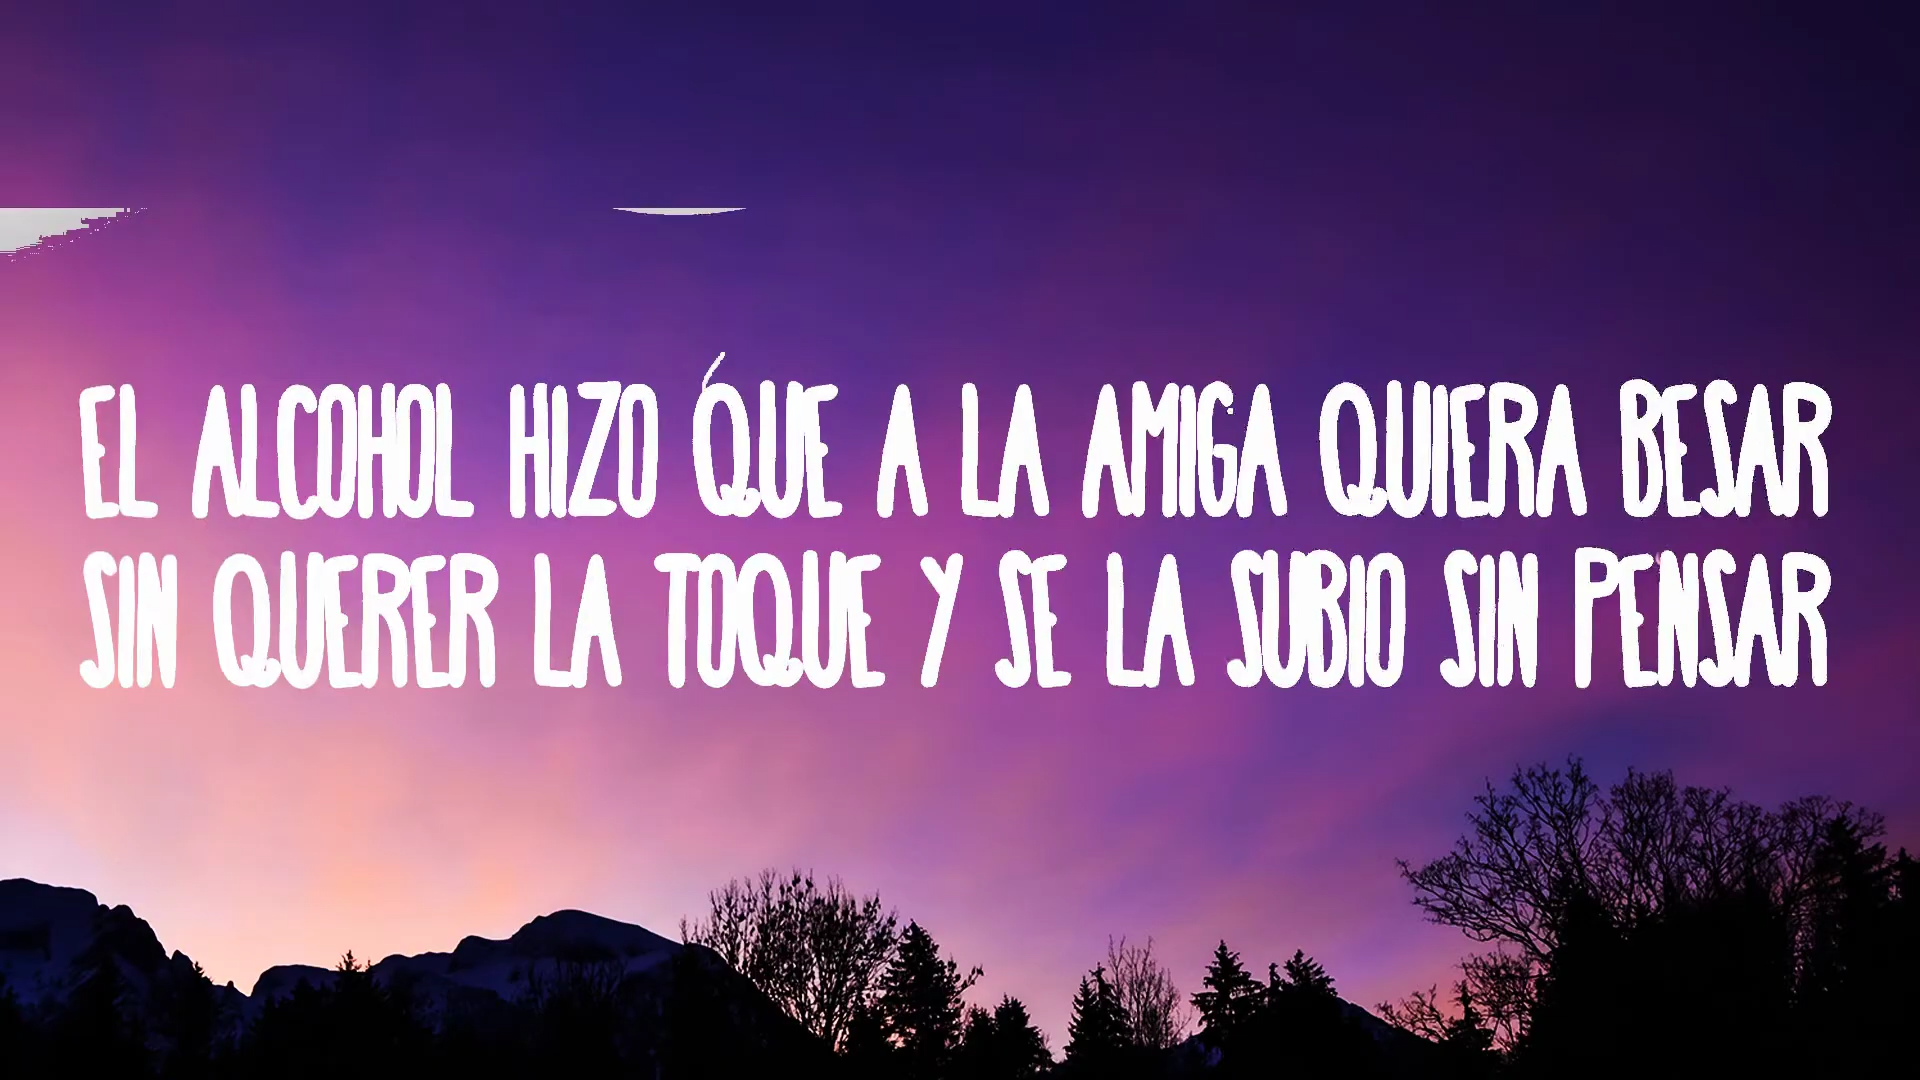 EL ALCOHOL HIZO QUE A LA AMIGA QUIERA BESAR
SIN QUERER LA TOQUE Y SE LA SUBIO SIN PENSAR